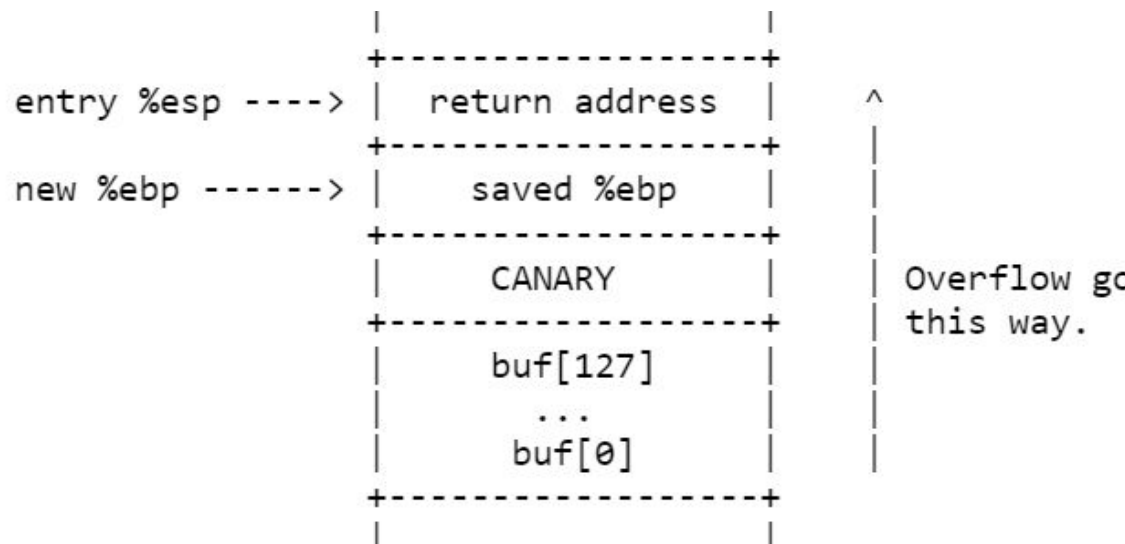 entry %esp ----> | return address | ^
new %ebp ------> | saved %ebp |
CANARY
Overflow
this way.
buf[127]
...
buf[0]